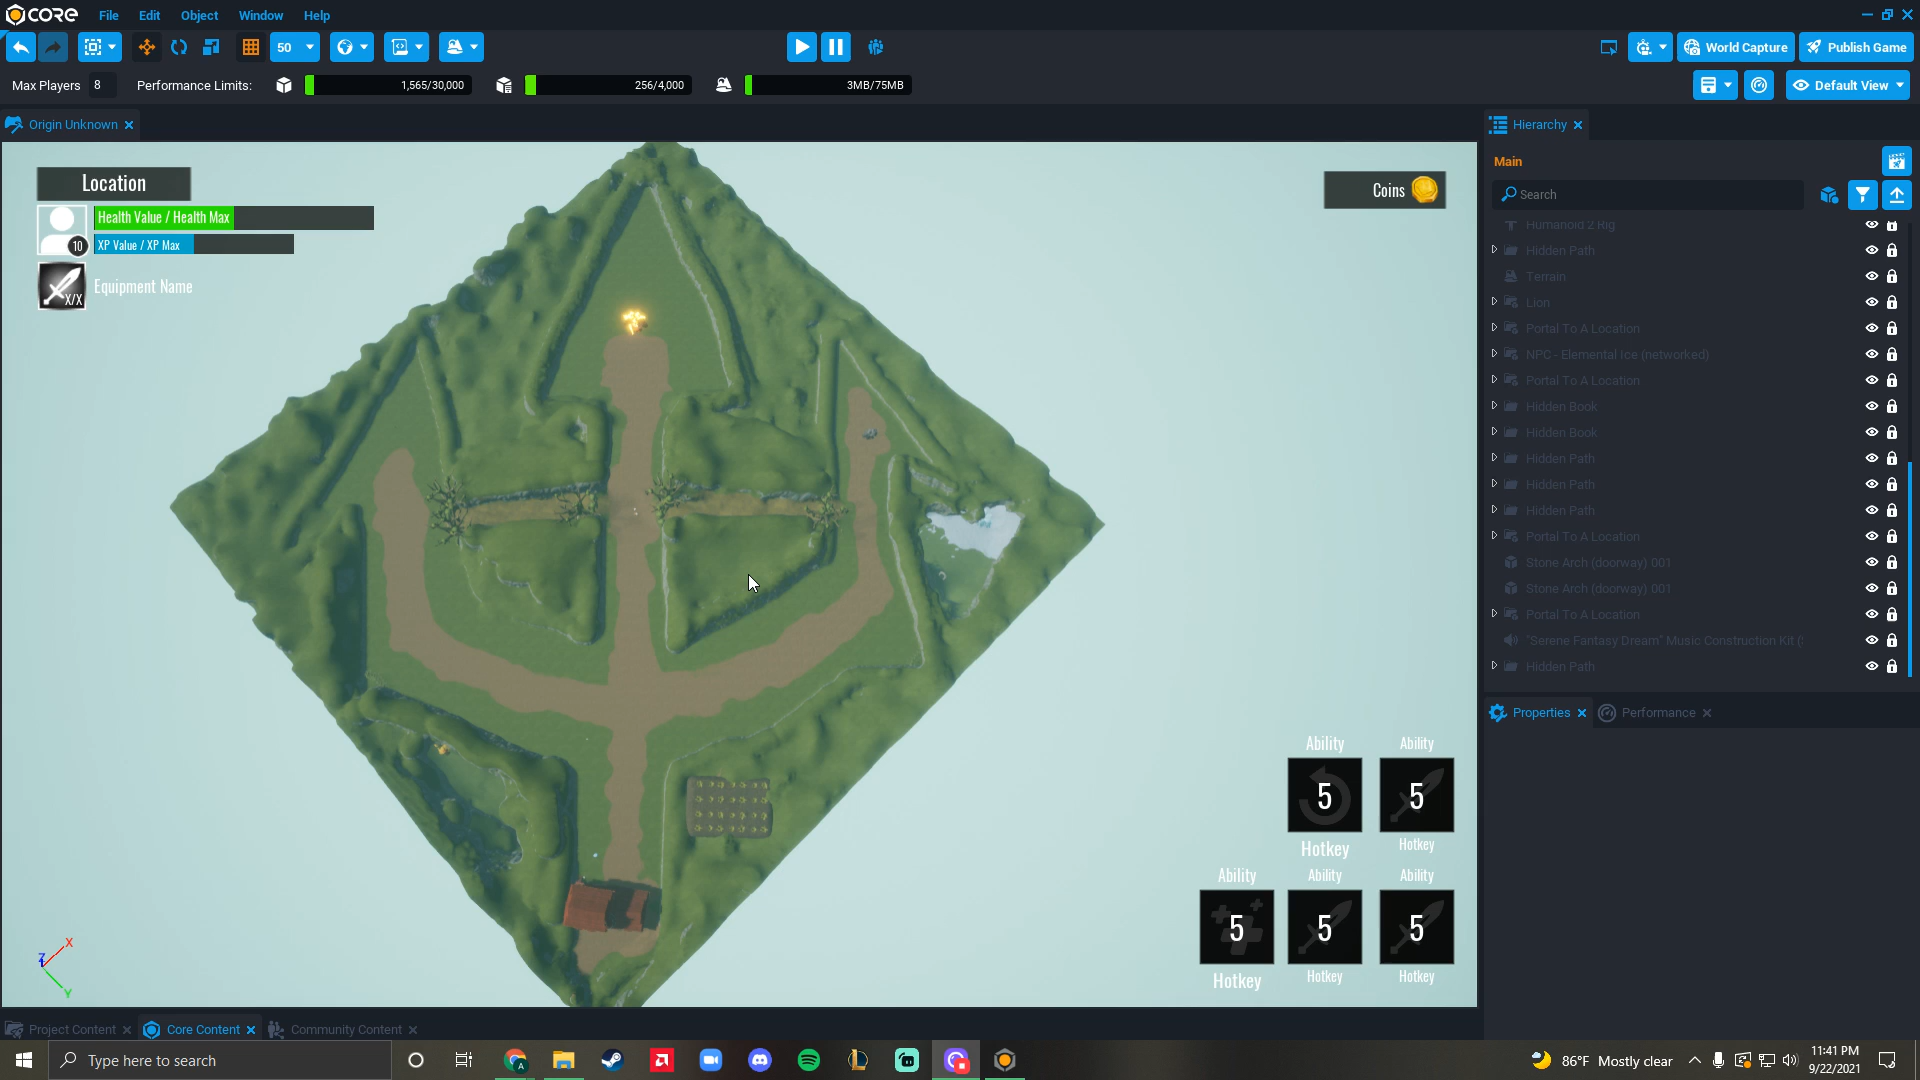 CORE
File Edit Object Window Help
50
World Capture
Publish Game
Max Players 8 Performance Limits: 1,565/30,000 256/4,000 3MB/75MB
Default View
Origin Unknown
Location
Health Value / Health Max
XP Value / XP Max
10
X/X
Equipment Name
Coins
Ability Ability
5 5
Hotkey Hotkey
Ability Ability Ability
5 5 5
Hotkey Hotkey Hotkey
X
Z
Y
Hierarchy
Main
Search
Humanoid 2 Rig
Hidden Path
Terrain
Lion
Portal To A Location
NPC - Elemental Ice (networked)
Portal To A Location
Hidden Book
Hidden Book
Hidden Path
Hidden Path
Hidden Path
Portal To A Location
Stone Arch (doorway) 001
Stone Arch (doorway) 001
Portal To A Location
"Serene Fantasy Dream" Music Construction Kit (
Hidden Path
Properties Performance
Project Content Core Content Community Content
Type here to search
A
86°F Mostly clear
11:41 PM
9/22/2021